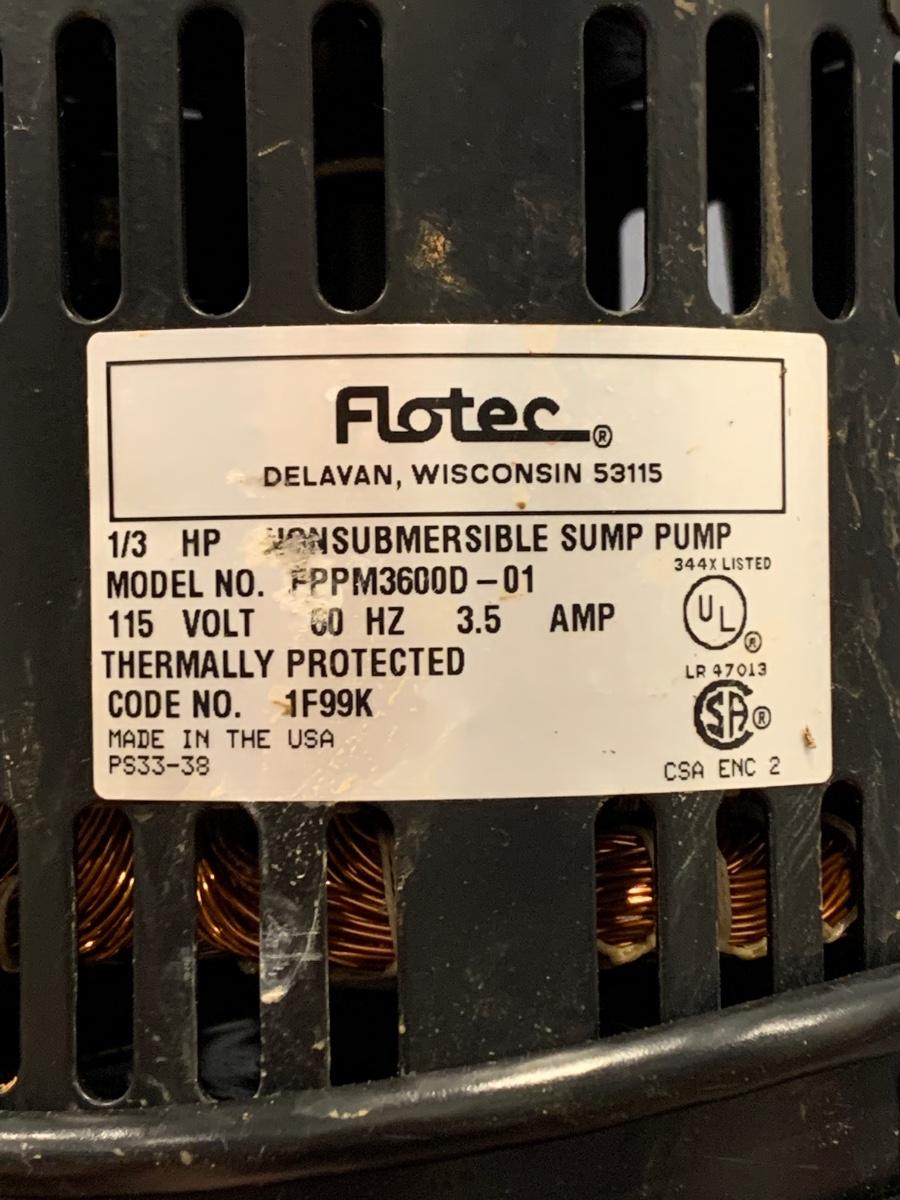 Flotec®
DELAVAN, WISCONSIN 53115
1/3 HP NONSUBMERSIBLE SUMP PUMP
MODEL NO. FPPM3600D-01
344X LISTED
UL®
115 VOLT 60 HZ 3.5 AMP
THERMALLY PROTECTED
LR 47013
CODE NO. 1F99K
SA®
MADE IN THE USA
PS33-38
CSA ENC 2